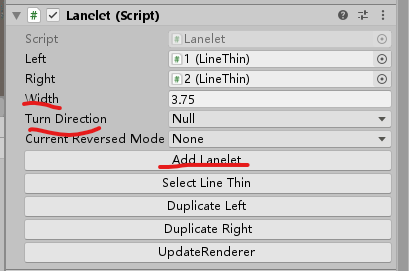 Lanelet (Script)
Script Lanelet
Left 1 (LineThin)
Right 2 (LineThin)
Width 3.75
Turn Direction Null
Current Reversed Mode None
Add Lanelet
Select Line Thin
Duplicate Left
Duplicate Right
UpdateRenderer